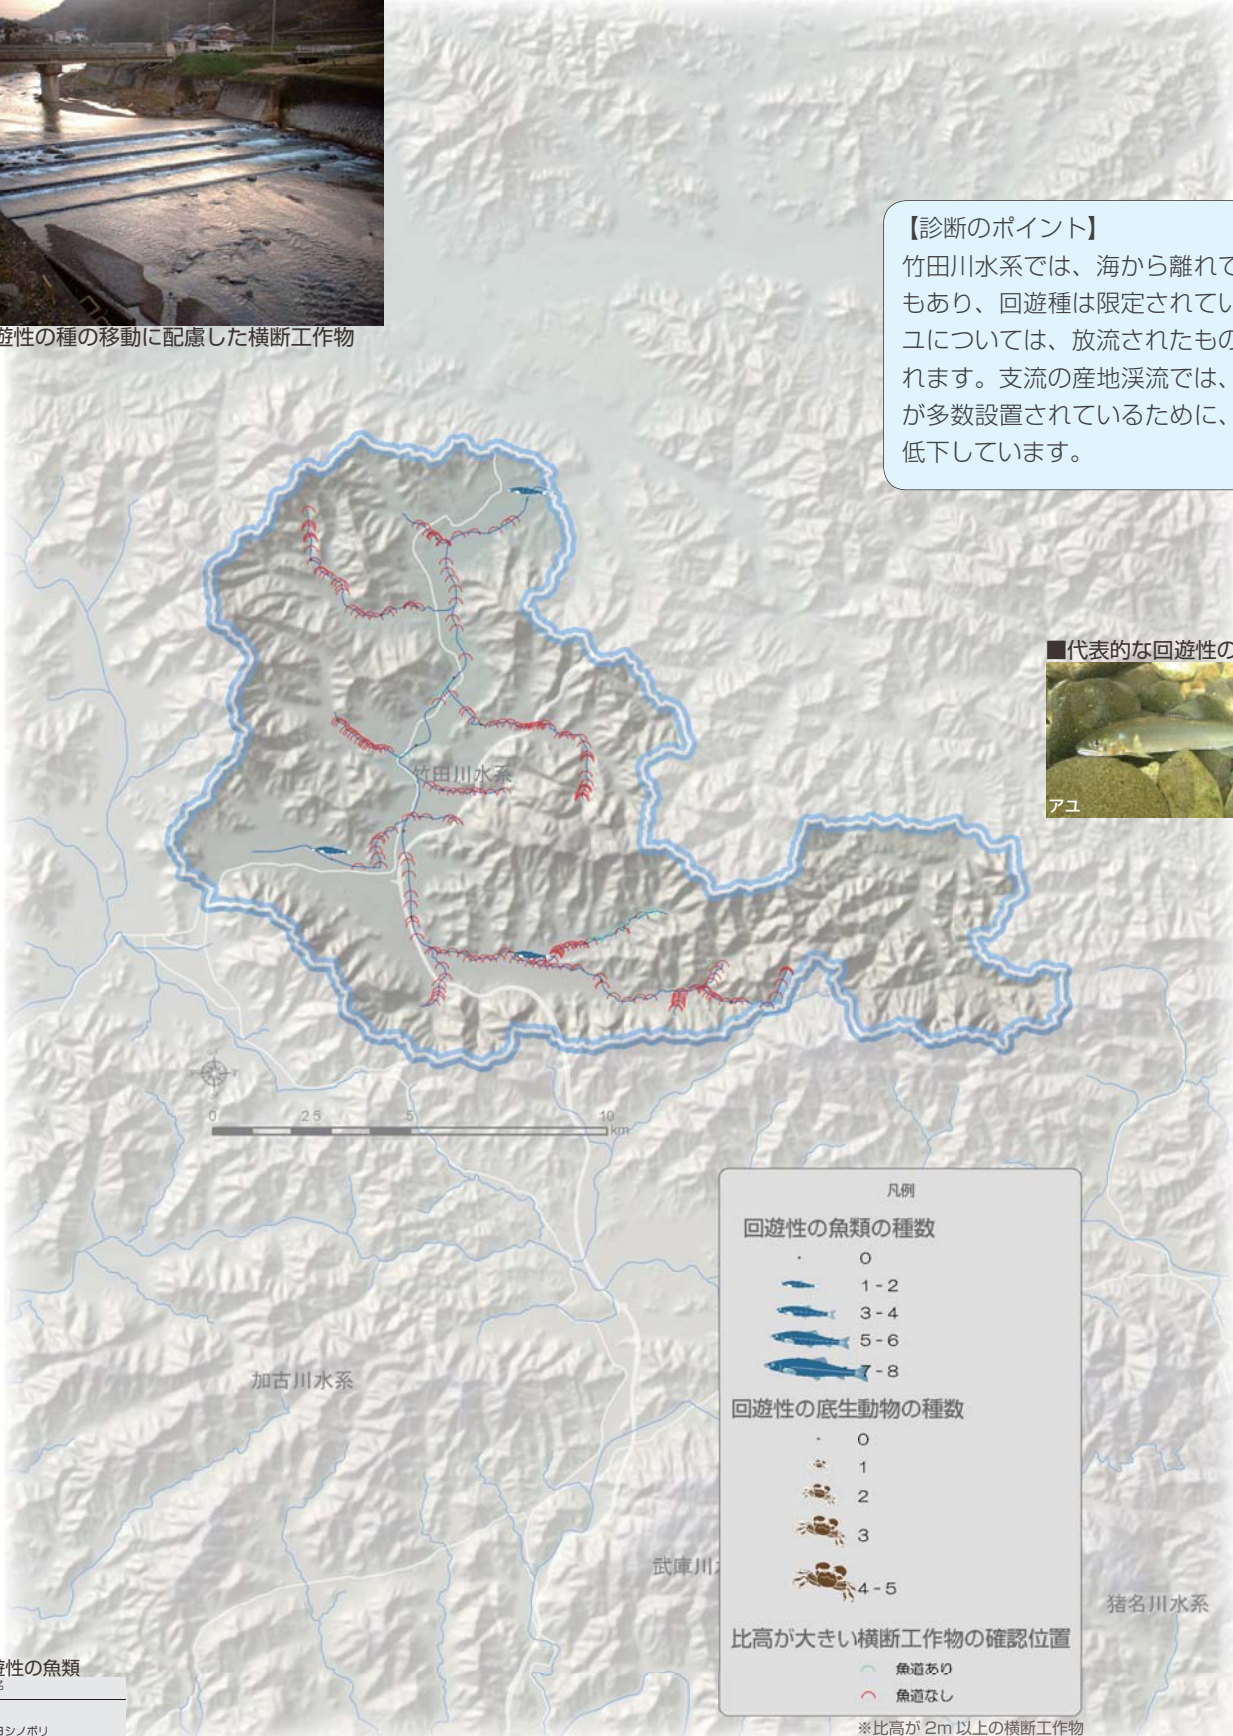 遊性の種の移動に配慮した横断工作物
【診断のポイント】
竹田川水系では、海から離れて
もあり、回遊種は限定されてい
ユについては、放流されたもの
れます。支流の産地渓流では、
が多数設置されているために、
低下しています。
■代表的な回遊性の
アユ
竹田川水系
0 2.5 5 10
km
凡例
回遊性の魚類の種数
0
1 - 2
3 - 4
5 - 6
7 - 8
回遊性の底生動物の種数
0
1
2
3
4 - 5
比高が大きい横断工作物の確認位置
魚道あり
魚道なし
※比高が 2m 以上の横断工作物
加古川水系
武庫川
猪名川水系
遊性の魚類
名
ヨシノボリ